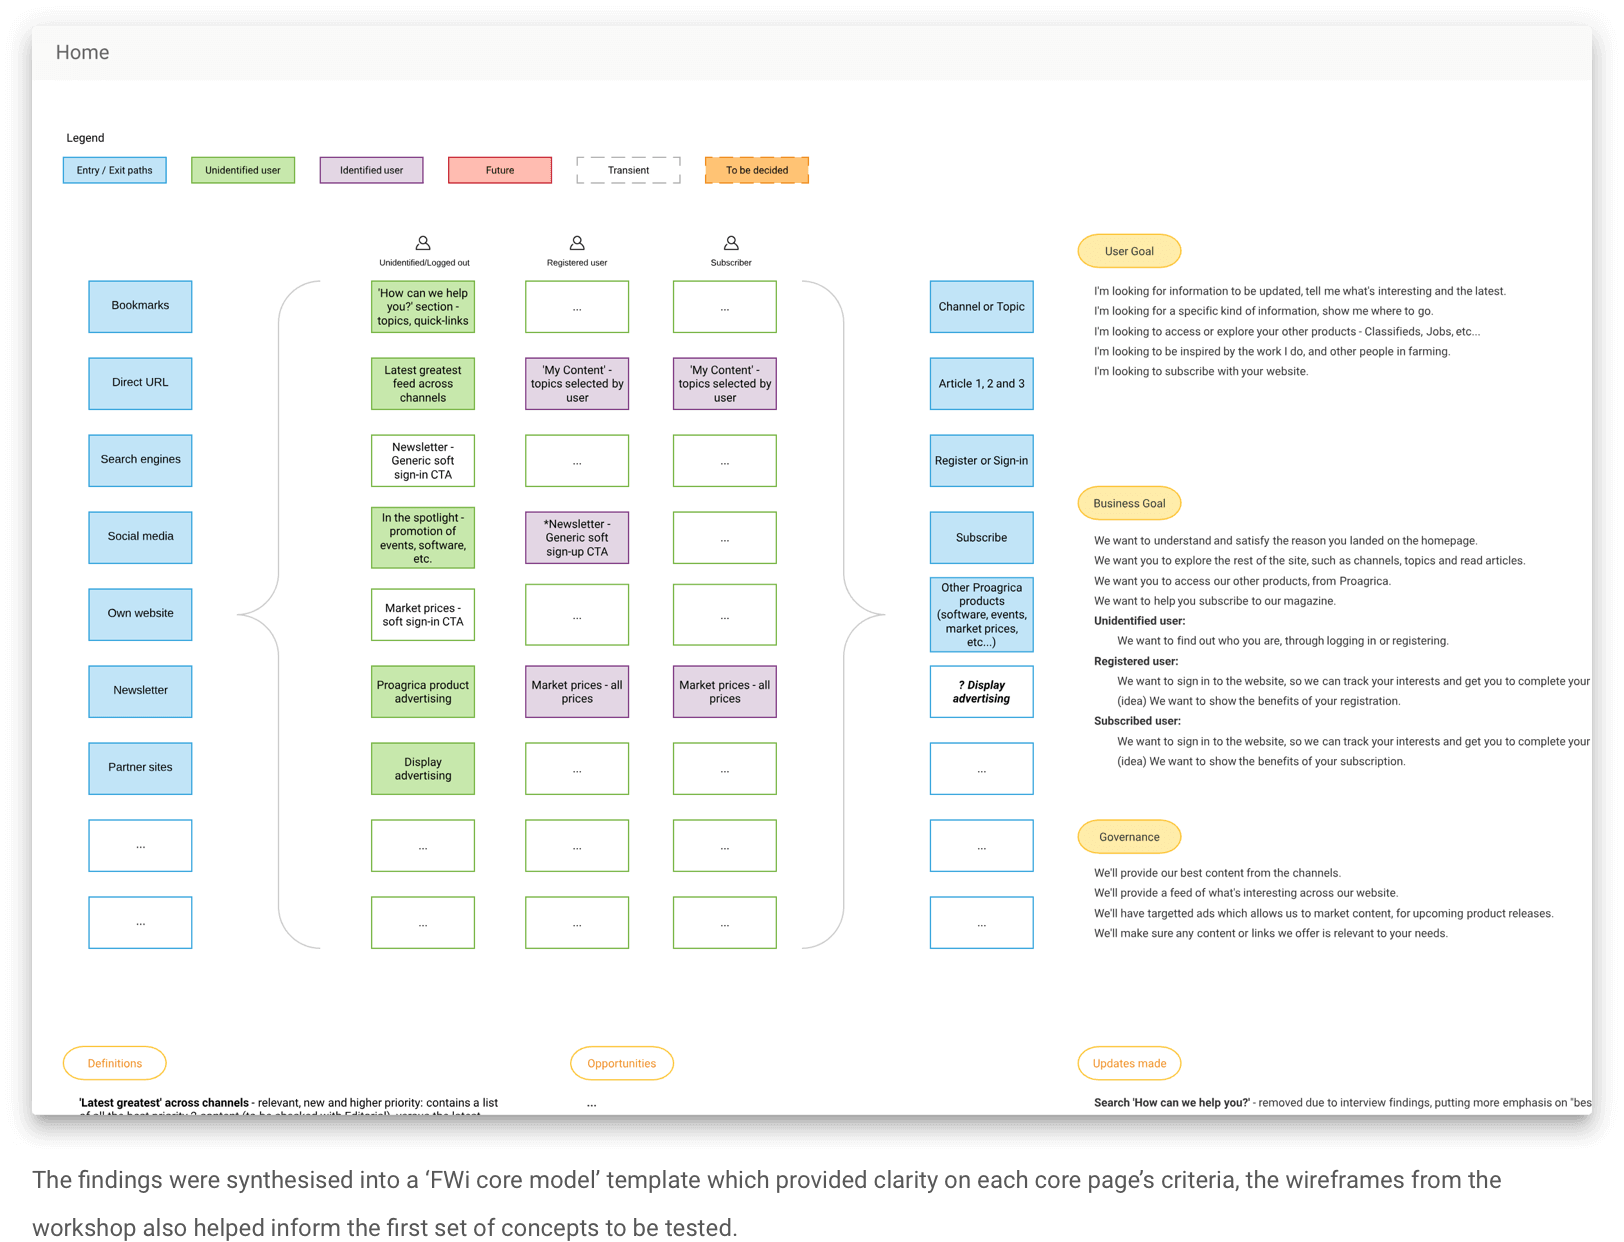 Home
Legend
Entry / Exit paths
Unidentified user
Identified user
Future
Transient
To be decided
Unidentified/Logged out
Registered user
Subscriber
Bookmarks
Direct URL
Search engines
Social media
Own website
Newsletter
Partner sites
...
...
'How can we help
you?' section -
topics, quick-links
Latest greatest
feed across
channels
Newsletter -
Generic soft
sign-in CTA
In the spotlight -
promotion of
events, software,
etc.
Market prices -
soft sign-in CTA
Proagrica product
advertising
Display
advertising
...
...
...
'My Content' -
topics selected by
user
...
*Newsletter -
Generic soft
sign-up CTA
...
Market prices - all
prices
...
...
...
...
'My Content' -
topics selected by
user
...
...
...
Market prices - all
prices
...
...
...
Channel or Topic
Article 1, 2 and 3
Register or Sign-in
Subscribe
Other Proagrica
products
(software, events,
market prices,
etc...)
? Display
advertising
...
...
...
User Goal
I'm looking for information to be updated, tell me what's interesting and the latest.
I'm looking for a specific kind of information, show me where to go.
I'm looking to access or explore your other products - Classifieds, Jobs, etc...
I'm looking to be inspired by the work I do, and other people in farming.
I'm looking to subscribe with your website.
Business Goal
We want to understand and satisfy the reason you landed on the homepage.
We want you to explore the rest of the site, such as channels, topics and read articles.
We want you to access our other products, from Proagrica.
We want to help you subscribe to our magazine.
Unidentified user:
We want to find out who you are, through logging in or registering.
Registered user:
We want to sign in to the website, so we can track your interests and get you to complete your
(idea) We want to show the benefits of your registration.
Subscribed user:
We want to sign in to the website, so we can track your interests and get you to complete your
(idea) We want to show the benefits of your subscription.
Governance
We'll provide our best content from the channels.
We'll provide a feed of what's interesting across our website.
We'll have targetted ads which allows us to market content, for upcoming product releases.
We'll make sure any content or links we offer is relevant to your needs.
Definitions
'Latest greatest' across channels - relevant, new and higher priority: contains a list
of all the best priority 2 content (to be checked with Editorial), versus the latest
Opportunities
...
Updates made
Search 'How can we help you?' - removed due to interview findings, putting more emphasis on "bes
The findings were synthesised into a ‘FWi core model’ template which provided clarity on each core page’s criteria, the wireframes from the
workshop also helped inform the first set of concepts to be tested.